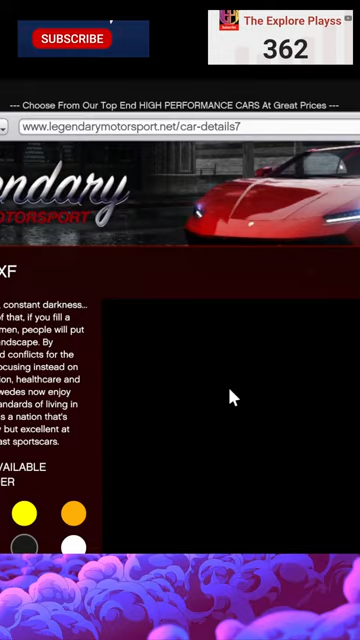 SUBSCRIBE
The Explore Playss
362
--- Choose From Our Top End HIGH PERFORMANCE CARS At Great Prices ---
www.legendarymotorsport.net/car-details7
endary
MOTORSPORT
XF
, constant darkness...
f that, if you fill a
men, people will put
ndscape. By
d conflicts for the
ocusing instead on
ion, healthcare and
wedes now enjoy
andards of living in
s a nation that's
y but excellent at
ast sportscars.
VAILABLE
ER